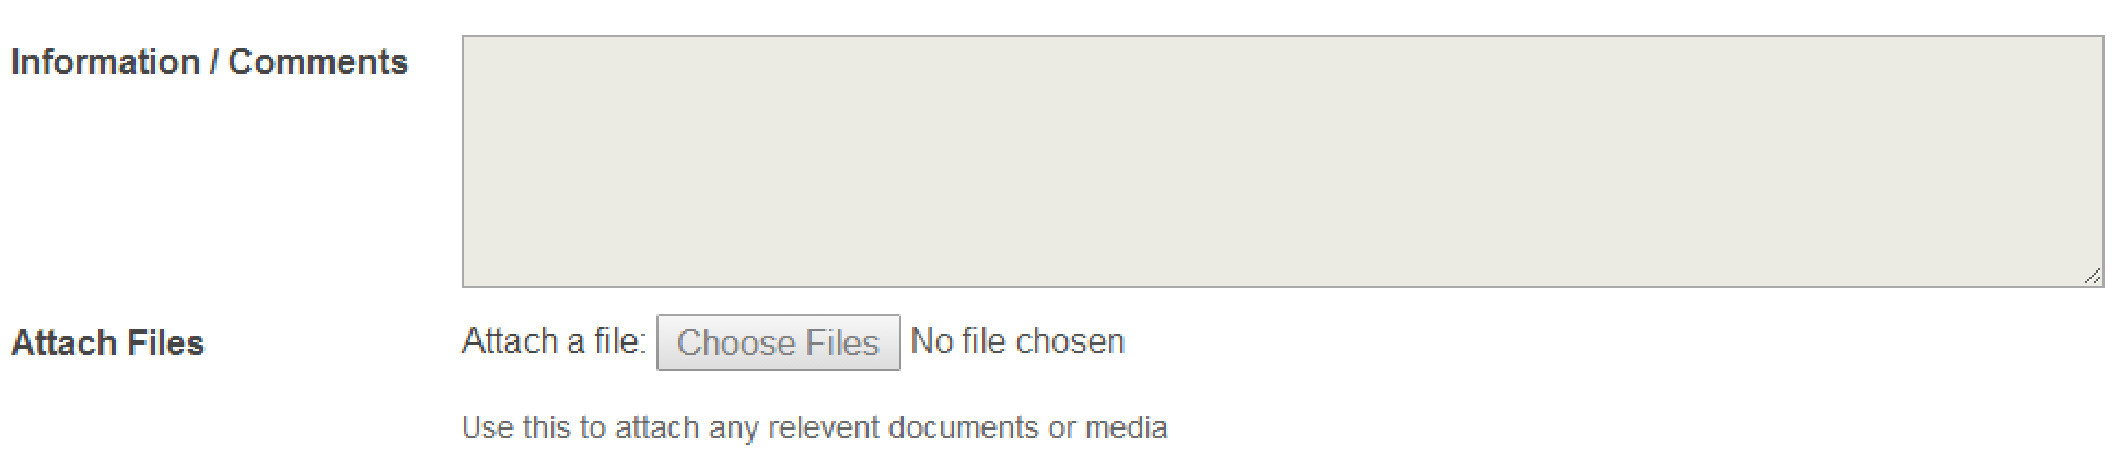 Information / Comments
Attach Files
Attach a file: Choose Files No file chosen
Use this to attach any relevent documents or media